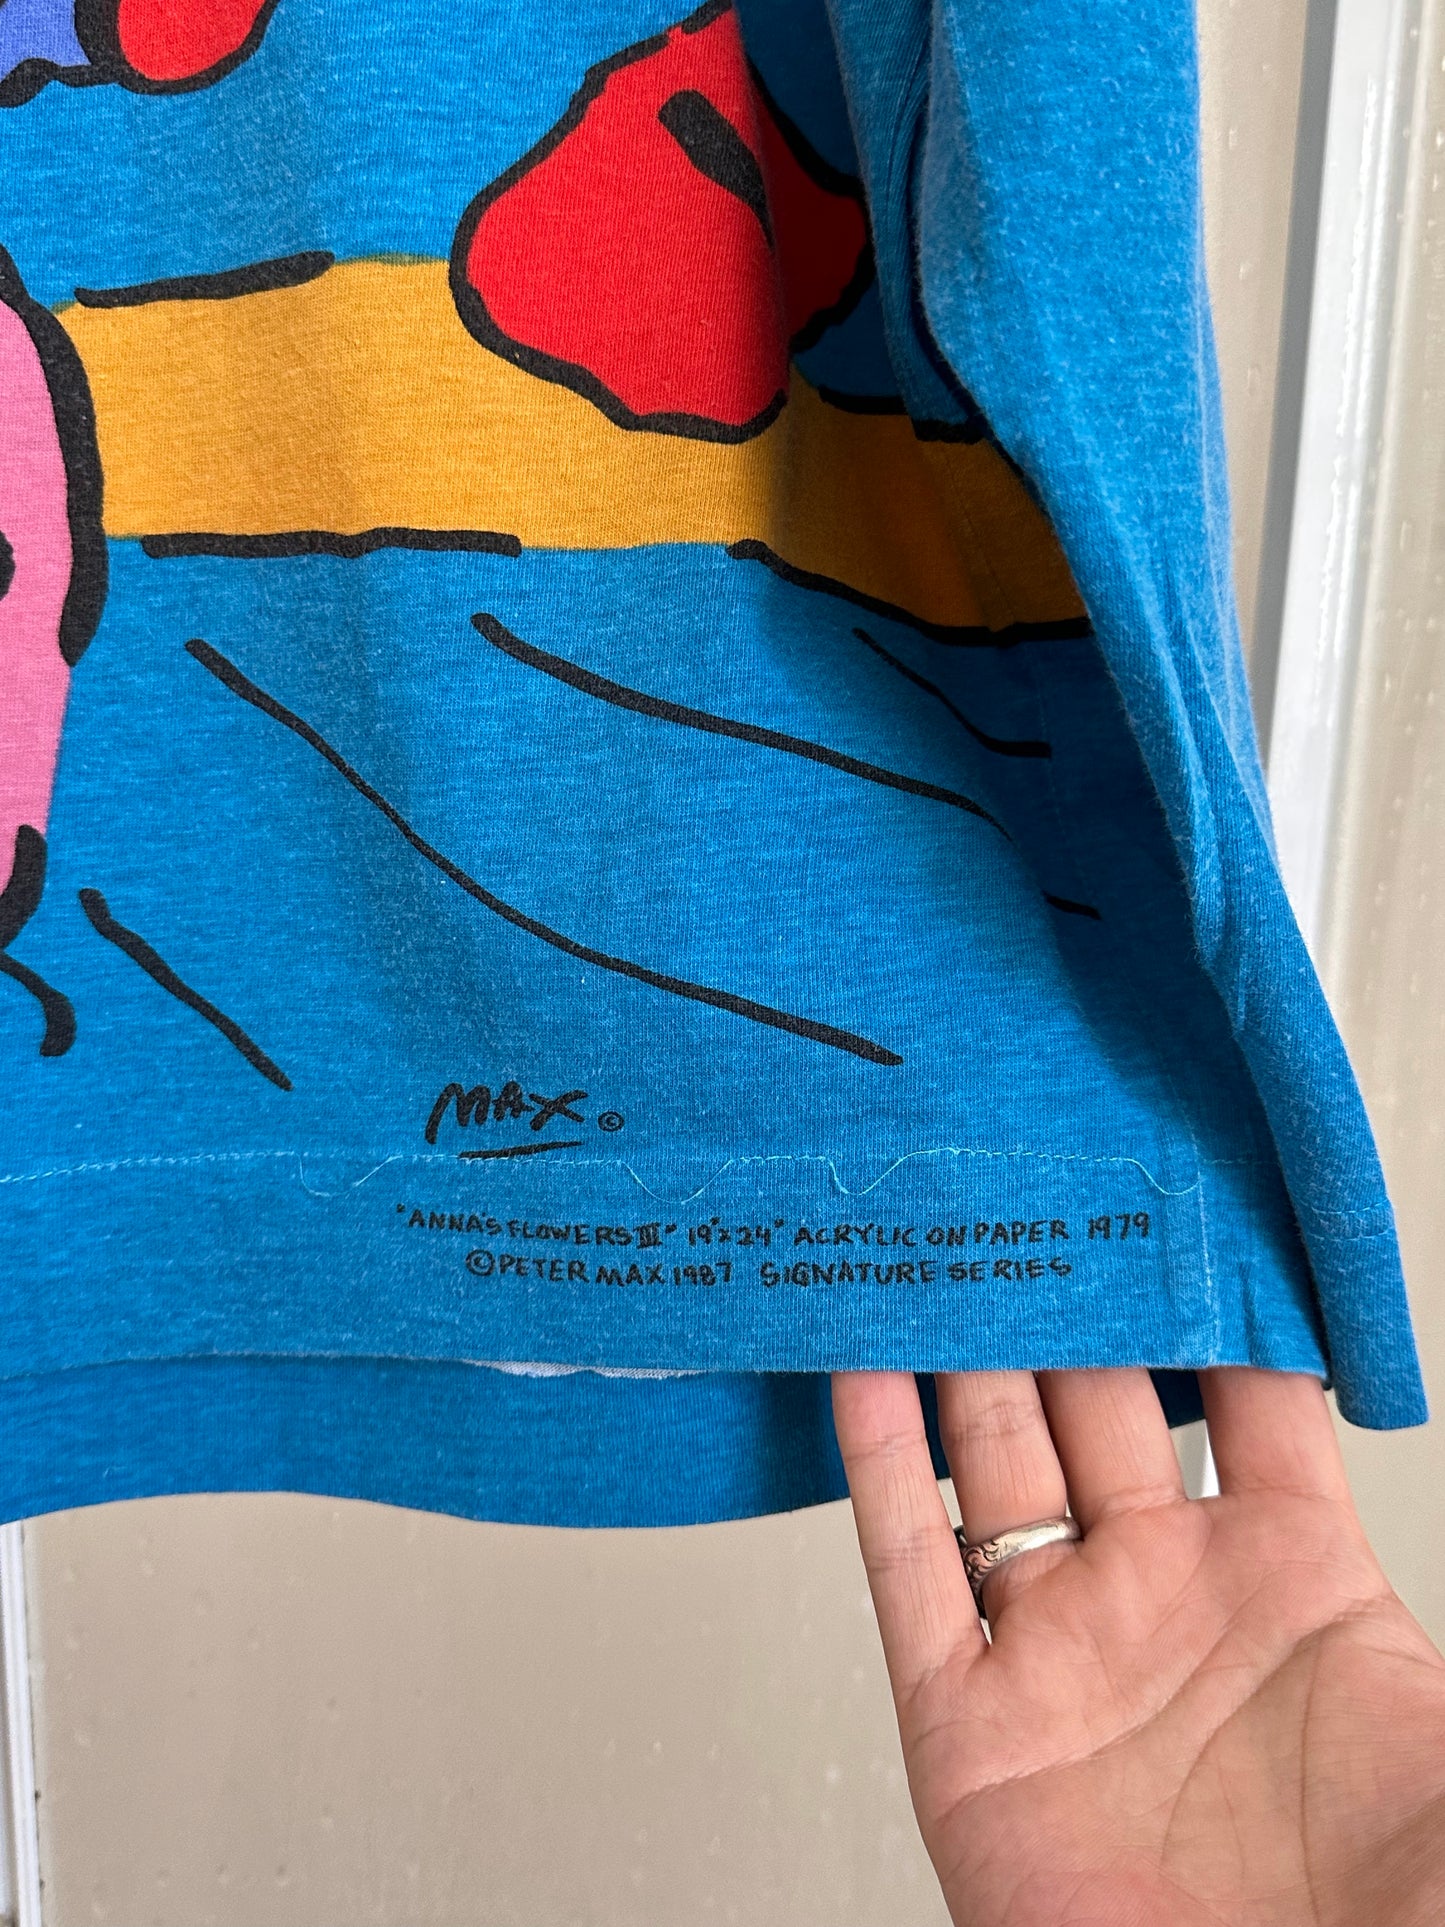 MAX ©
"ANNA'S FLOWERS III" 19"x24" ACRYLIC ON PAPER 1979
© PETER MAX 1987 SIGNATURE SERIES